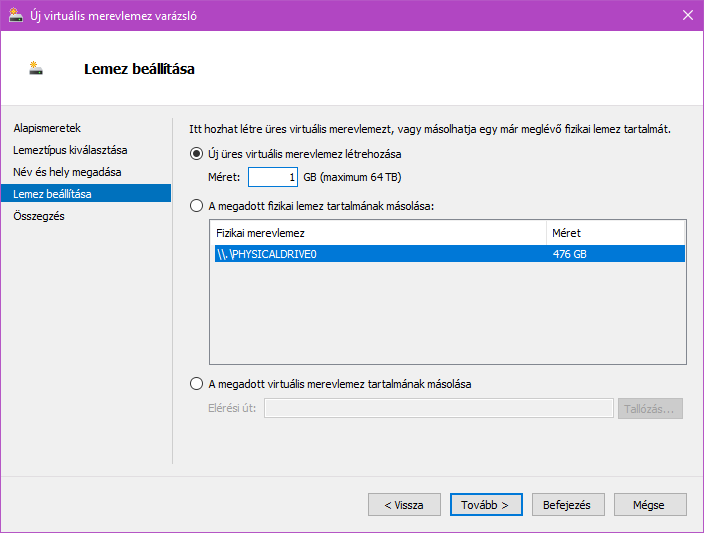 Új virtuális merevlemez varázsló
Lemez beállítása
Alapismeretek
Lemeztípus kiválasztása
Név és hely megadása
Lemez beállítása
Összegzés
Itt hozhat létre üres virtuális merevlemezt, vagy másolhatja egy már meglévő fizikai lemez tartalmát.
Új üres virtuális merevlemez létrehozása
Méret: 1 GB (maximum 64 TB)
A megadott fizikai lemez tartalmának másolása:
Fizikai merevlemez Méret
\\.\PHYSICALDRIVE0 476 GB
A megadott virtuális merevlemez tartalmának másolása
Elérési út: Tallózás...
< Vissza Tovább > Befejezés Mégse